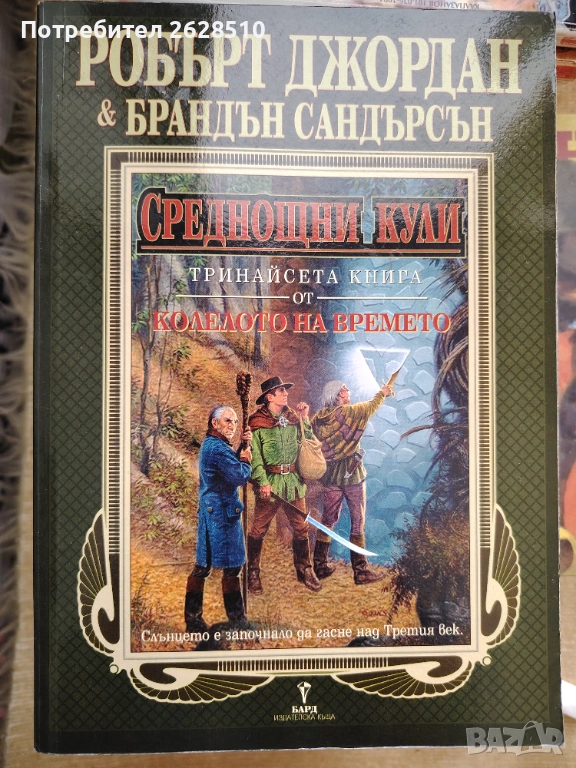 Потребител 2628510
РОБЪРТ ДЖОРДАН
& БРАНДЪН САНДЪРСЪН
СРЕДНОЩНИ КУЛИ
ТРИНАЙСЕТА КНИГА
ОТ
КОЛЕЛОТО НА ВРЕМЕТО
Слънцето е започнало да гасне над Третия век.
БАРД
ИЗДАТЕЛСКА КЪЩА
BAZAR